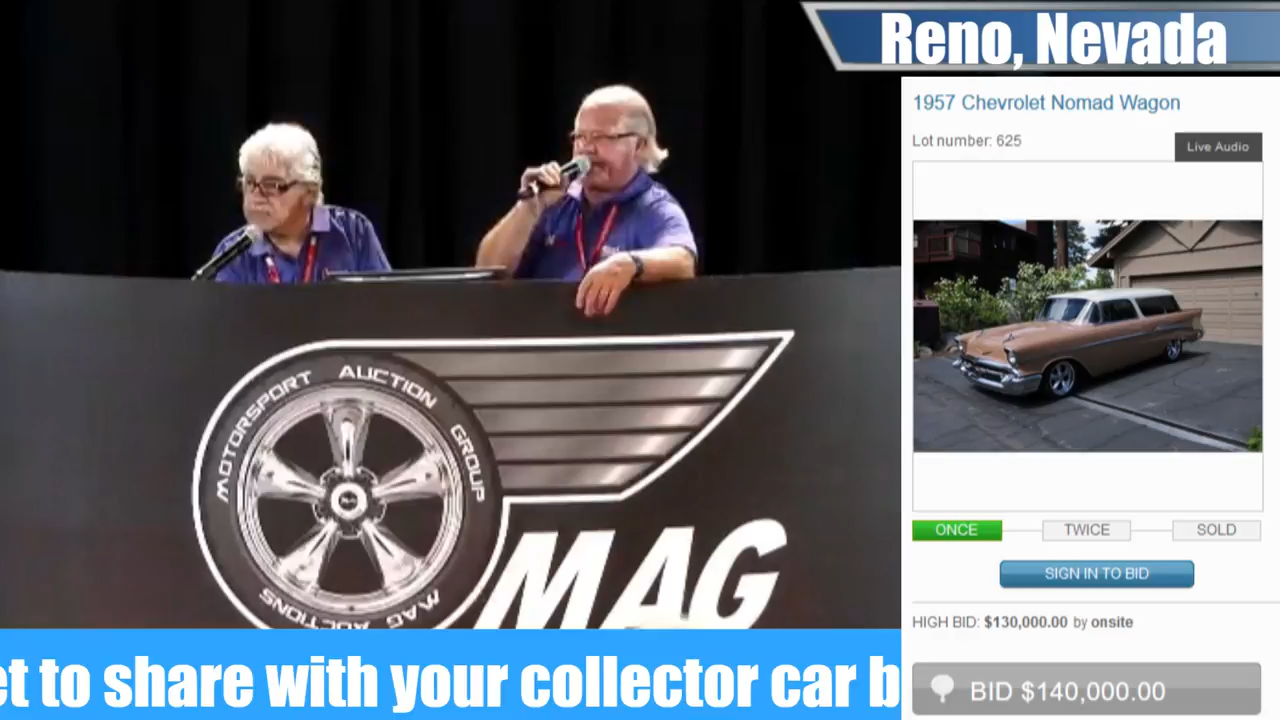 Reno, Nevada
1957 Chevrolet Nomad Wagon
Lot number: 625
Live Audio
ONCE
TWICE
SOLD
SIGN IN TO BID
HIGH BID: $130,000.00 by onsite
BID $140,000.00
MOTORSPORT AUCTION GROUP
MAG AUCTIONS
MAG
et to share with your collector car b